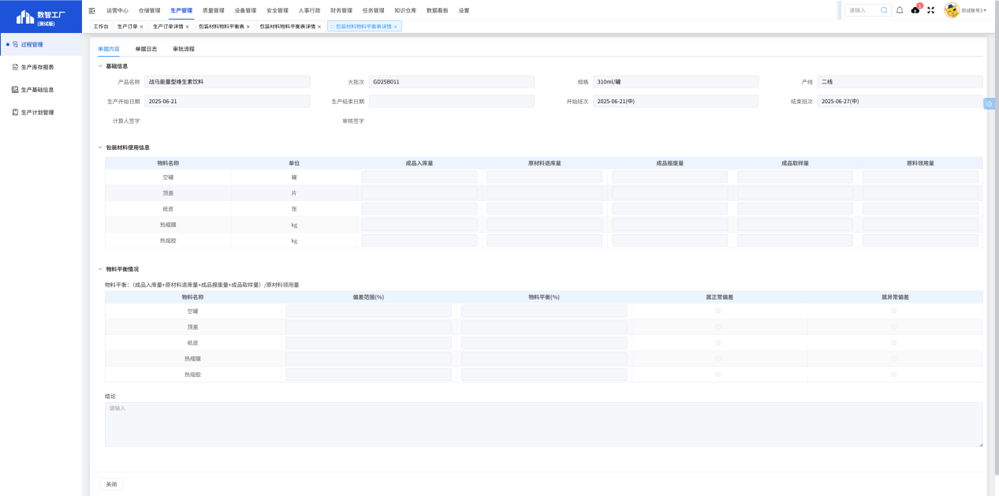 数智工厂
(测试版)
运营中心 仓储管理 生产管理 质量管理 设备管理 安全管理 人事行政 财务管理 任务管理 知识仓库 数据看板 设置
请输入
1
测试账号3
工作台 生产订单 × 生产订单详情 × 包装材料物料平衡表 × 包装材料物料平衡表详情 × 包装材料物料平衡表详情 ×
过程管理
生产库存报表
生产基础信息
生产计划管理
单据内容 单据日志 审批流程
基础信息
产品名称 战马能量型维生素饮料 大批次 GD25B011 规格 310ml/罐 产线 二线
生产开始日期 2025-06-21 生产结束日期 开始班次 2025-06-21(中) 结束班次 2025-06-27(中)
计算人签字 审核签字
包装材料使用信息
物料名称 单位 成品入库量 原材料退库量 成品报废量 成品取样量 原料领用量
空罐 罐
顶盖 片
纸皮 张
热缩膜 kg
热熔胶 kg
物料平衡情况
物料平衡：（成品入库量+原材料退库量+成品报废量+成品取样量）/原材料领用量
物料名称 偏差范围(%) 物料平衡(%) 属正常偏差 属异常偏差
空罐
顶盖
纸皮
热缩膜
热熔胶
结论
请输入
关闭